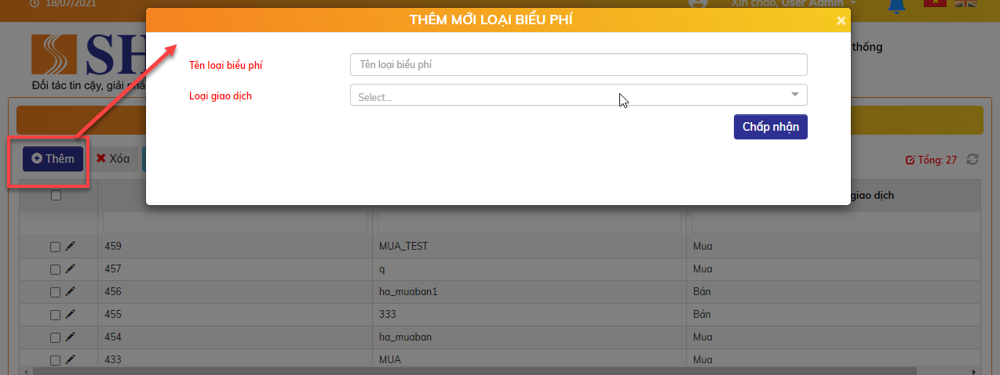 18/07/2021
Xin chào, User Admin
THÊM MỚI LOẠI BIỂU PHÍ
×
SH
thống
Đối tác tin cậy, giải
Tên loại biểu phí
Tên loại biểu phí
Loại giao dịch
Select...
Chấp nhận
Thêm
Xóa
Tổng: 27
giao dịch
459 MUA_TEST Mua
457 q Mua
456 ha_muaban1 Bán
455 333 Bán
454 ha_muaban Mua
433 MUA Mua